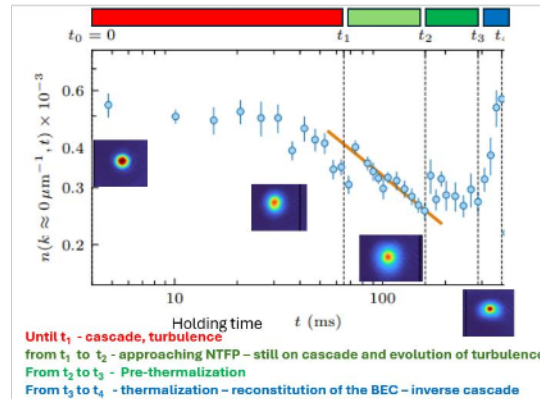 t₀ = 0 t₁ t₂ t₃ t
n(k ≈ 0 μm⁻¹, t) × 10⁻³
0.6
0.4
0.3
0.2
10 100
Holding time t (ms)
Until t₁ - cascade, turbulence
from t₁ to t₂ – approaching NTFP – still on cascade and evolution of turbulence
From t₂ to t₃ - Pre-thermalization
From t₃ to t₄ – thermalization – reconstitution of the BEC – inverse cascade